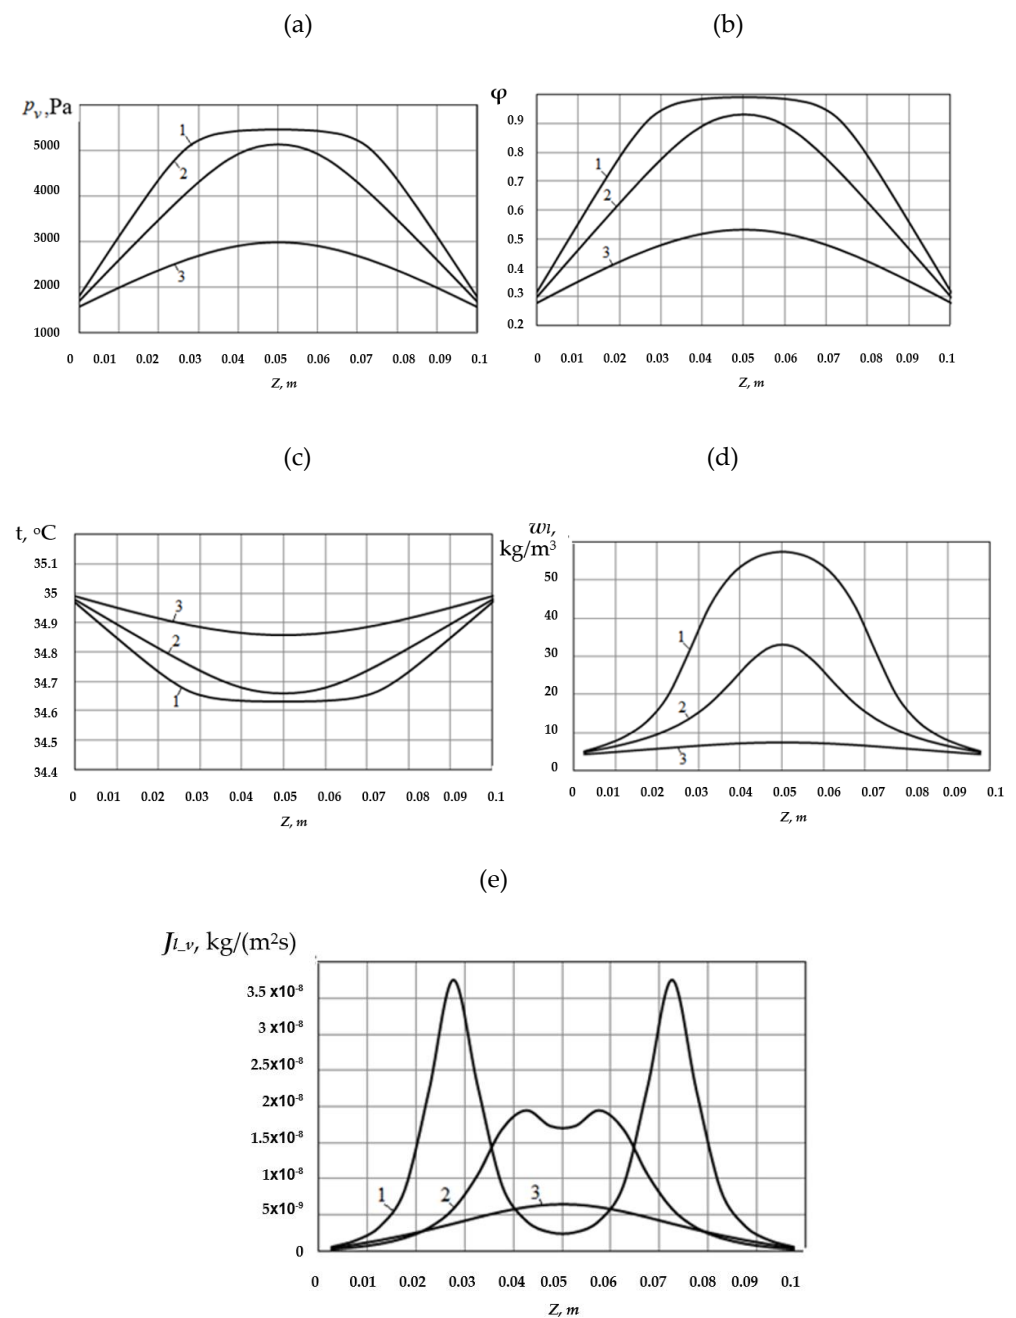 (a)
p_v,Pa
5000
4000
3000
2000
1000
1
2
3
0 0.01 0.02 0.03 0.04 0.05 0.06 0.07 0.08 0.09 0.1
Z, m
(b)
φ
0.9
0.8
0.7
0.6
0.5
0.4
0.3
0.2
1
2
3
0 0.01 0.02 0.03 0.04 0.05 0.06 0.07 0.08 0.09 0.1
Z, m
(c)
t, °C
35.1
35
34.9
34.8
34.7
34.6
34.5
34.4
3
2
1
0 0.01 0.02 0.03 0.04 0.05 0.06 0.07 0.08 0.09 0.1
Z, m
(d)
wl,
kg/m³
50
40
30
20
10
0
1
2
3
0 0.01 0.02 0.03 0.04 0.05 0.06 0.07 0.08 0.09 0.1
Z, m
(e)
Jl_v, kg/(m²s)
3.5 x10⁻⁸
3 x10⁻⁸
2.5x10⁻⁸
2x10⁻⁸
1.5x10⁻⁸
1x10⁻⁸
5x10⁻⁹
0
1
2
3
0 0.01 0.02 0.03 0.04 0.05 0.06 0.07 0.08 0.09 0.1
Z, m